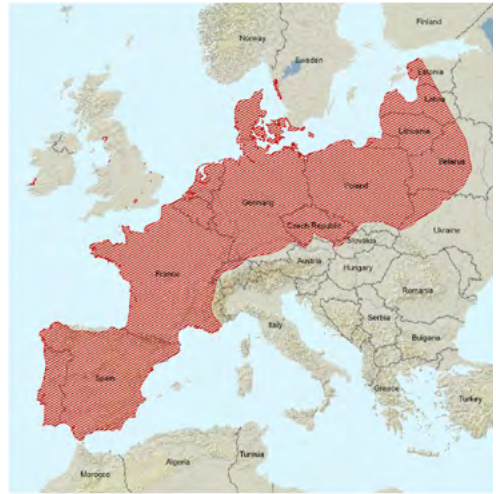 Finland
Norway
Sweden
Estonia
Latvia
Lithuania
Belarus
Poland
Germany
Czech Republic
Ukraine
Slovakia
Austria
Hungary
France
Romania
Italy
Serbia
Bulgaria
Spain
Greece
Turkey
Tunisia
Algeria
Morocco